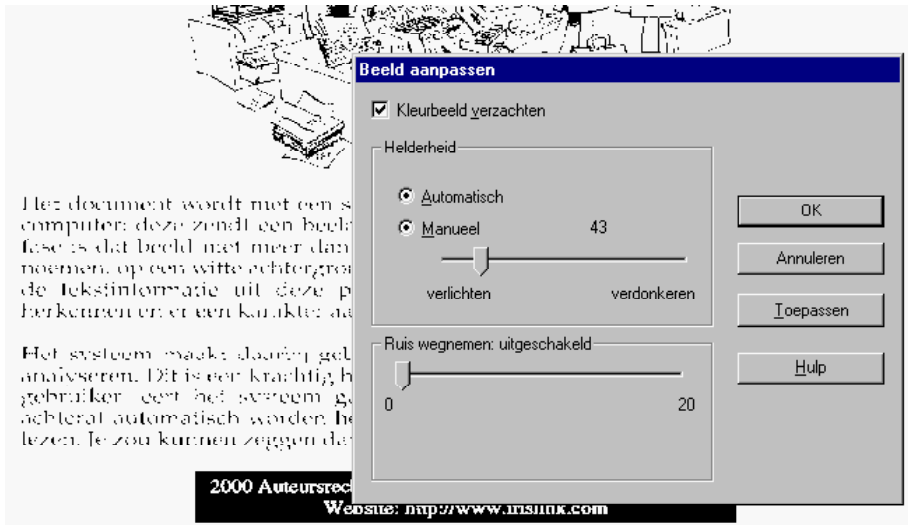 Beeld aanpassen
Kleurbeeld verzachten
Helderheid
Automatisch
Manueel 43
verlichten verdonkeren
Ruis wegnemen: uitgeschakeld
0 20
OK
Annuleren
Toepassen
Hulp
Het document wordt met een s
computer: deze zendt een beel
fase is dat beeld niet meer dan
noemen, op een witte achtergro
de tekstinformatie uit deze p
herkennen en er een karakter aa
Het systeem maakt daarbij geb
analyseren. Dit is een krachtig h
gebruiker leert het systeem g
achteraf automatisch worden he
lezen. Je zou kunnen zeggen da
2000 Auteursrec
Website: http://www.irislink.com